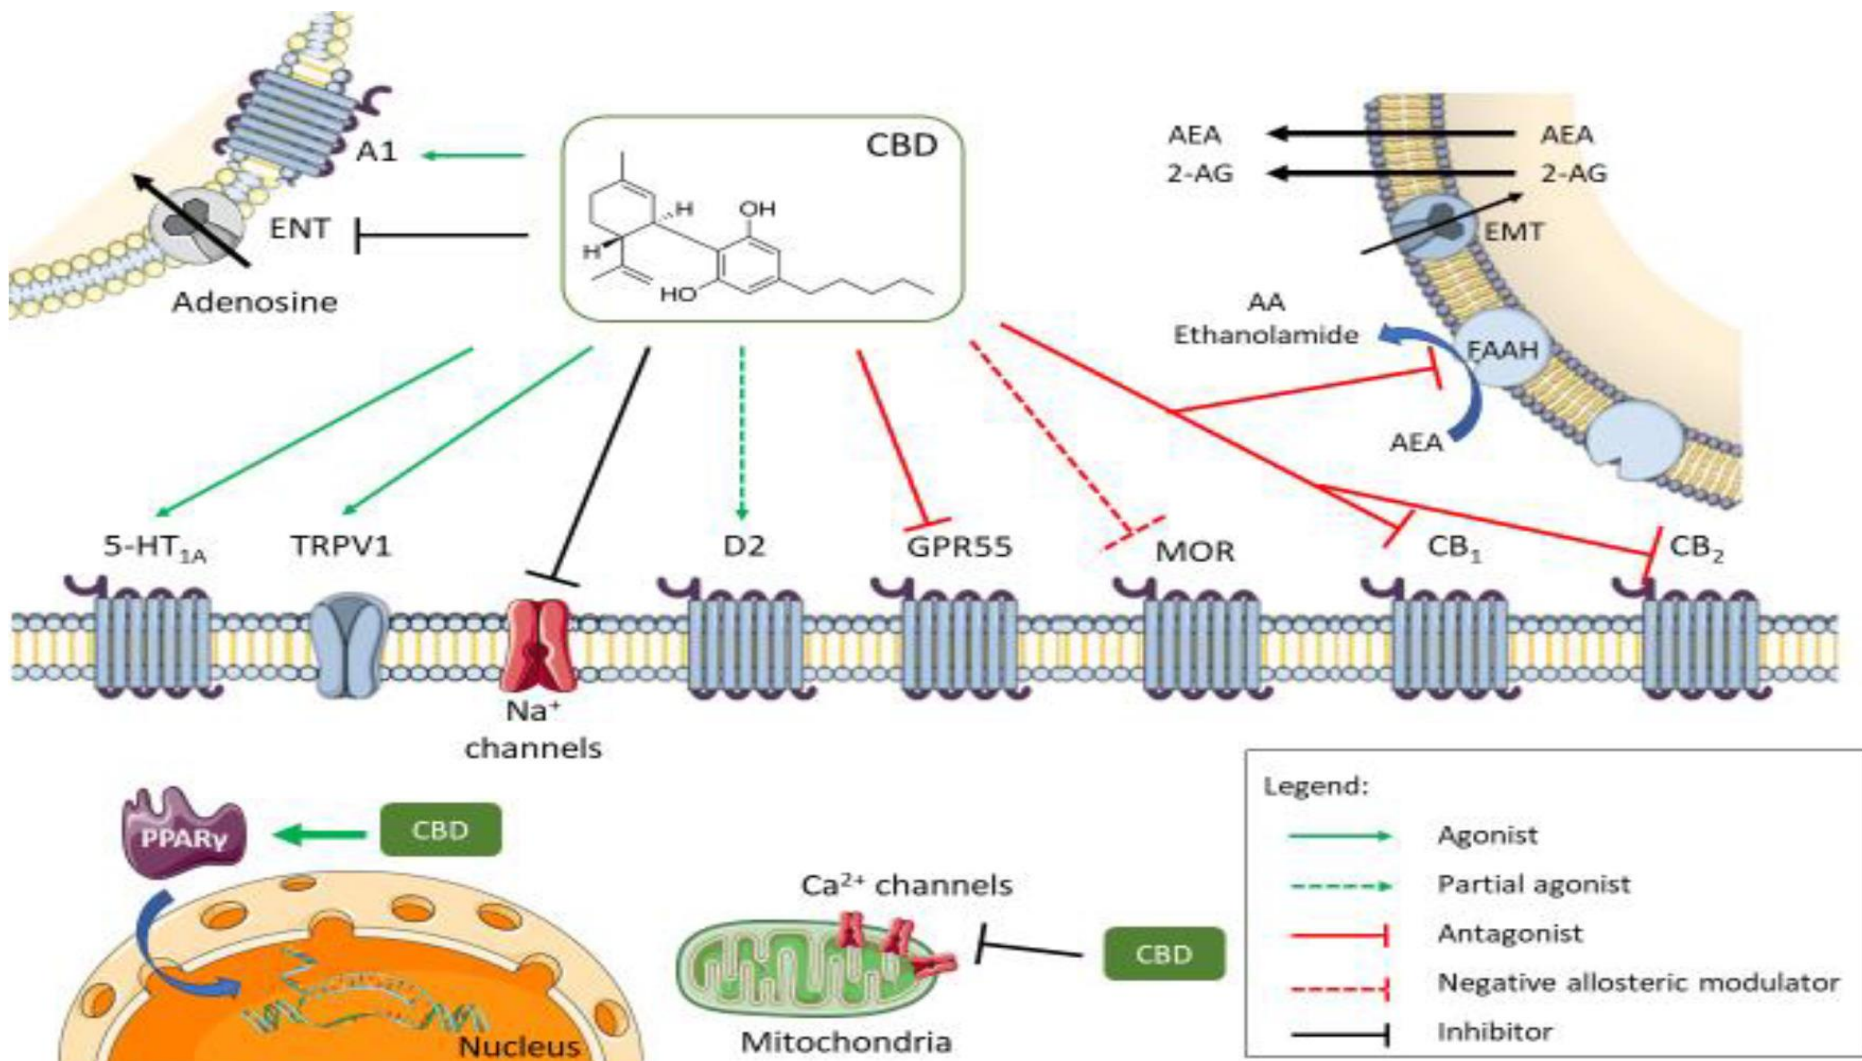 CBD
A1
ENT
Adenosine
H
OH
H
HO
AEA
AEA
2-AG
2-AG
EMT
AA
Ethanolamide
FAAH
AEA
5-HT1A
TRPV1
D2
GPR55
MOR
CB1
CB2
Na+
channels
PPARγ
CBD
Nucleus
Ca2+ channels
CBD
Mitochondria
Legend:
Agonist
Partial agonist
Antagonist
Negative allosteric modulator
Inhibitor